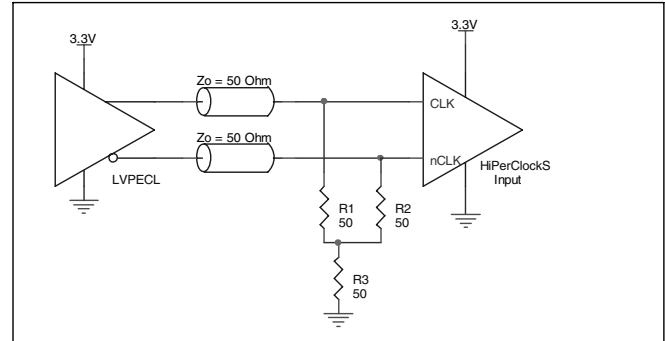 3.3V
3.3V
Zo = 50 Ohm
CLK
Zo = 50 Ohm
nCLK
HiPerClockS
Input
LVPECL
R1
50
R2
50
R3
50